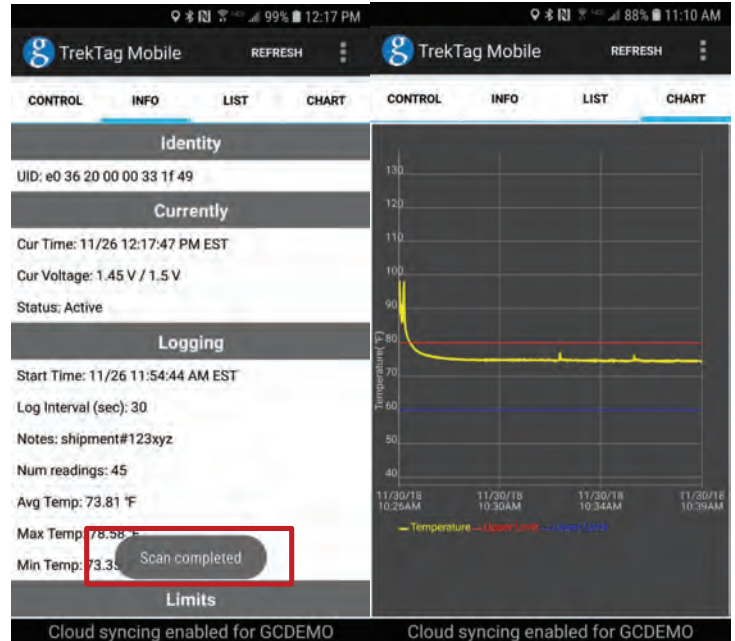 99% 12:17 PM
g TrekTag Mobile REFRESH
CONTROL INFO LIST CHART
Identity
UID: e0 36 20 00 00 33 1f 49
Currently
Cur Time: 11/26 12:17:47 PM EST
Cur Voltage: 1.45 V / 1.5 V
Status: Active
Logging
Start Time: 11/26 11:54:44 AM EST
Log Interval (sec): 30
Notes: shipment#123xyz
Num readings: 45
Avg Temp: 73.81 °F
Max Temp: 78.58 °F
Min Temp: 73.35
Scan completed
Limits
Cloud syncing enabled for GCDEMO
88% 11:10 AM
g TrekTag Mobile REFRESH
CONTROL INFO LIST CHART
130
120
110
100
90
80
70
60
50
40
Temperature(°F)
11/30/18 11/30/18 11/30/18 11/30/18
10:26AM 10:30AM 10:34AM 10:39AM
Temperature Upper Limit Lower Limit
Cloud syncing enabled for GCDEMO